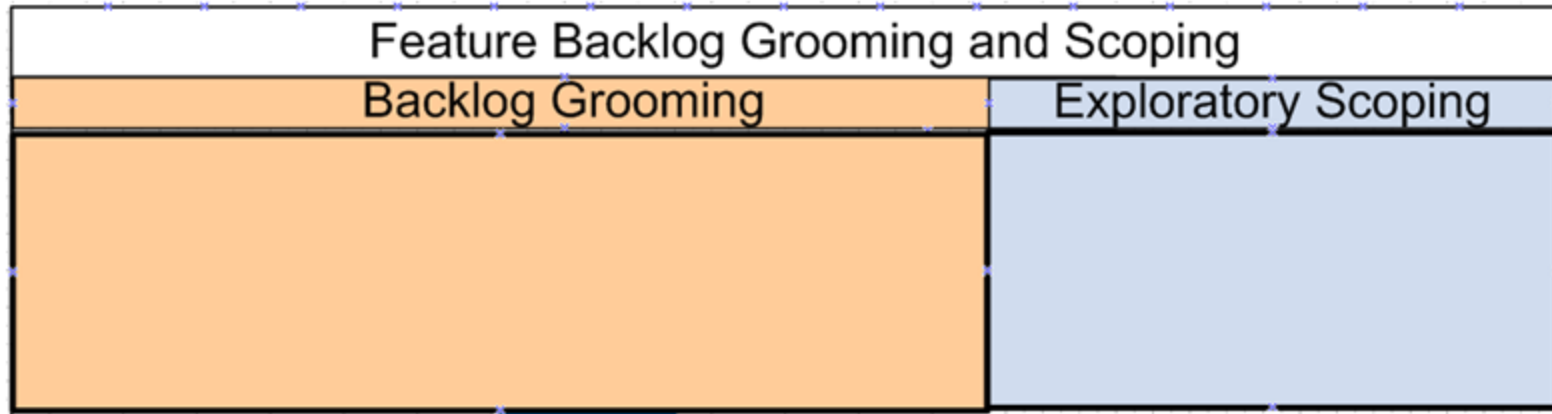 Feature Backlog Grooming and Scoping
Backlog Grooming
Exploratory Scoping